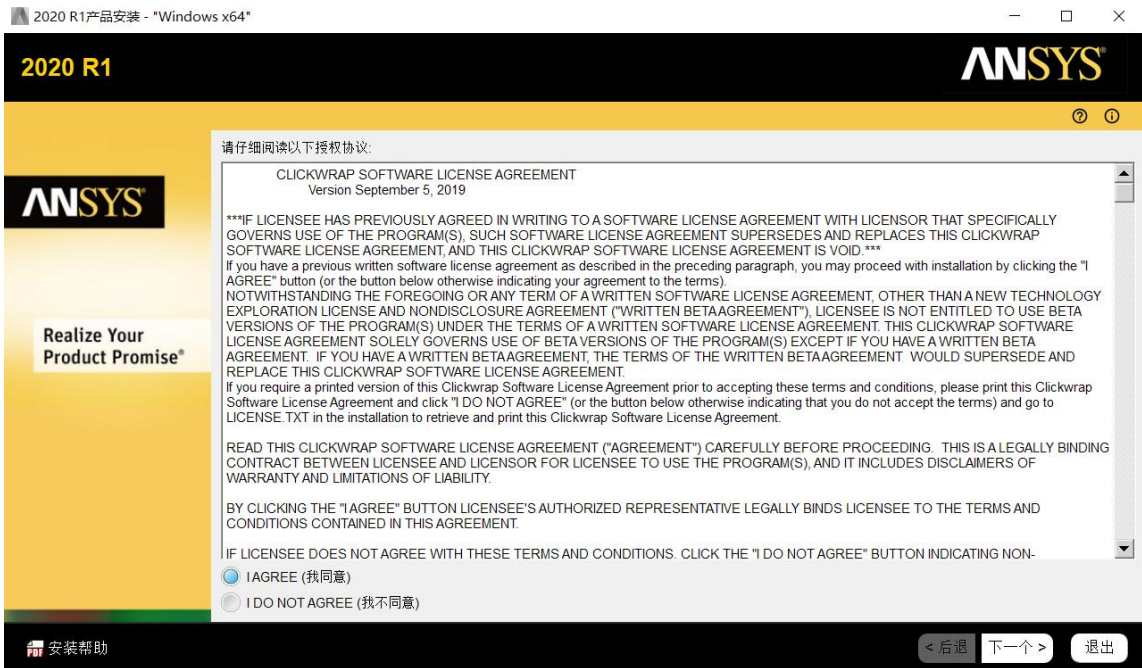 2020 R1产品安装 - "Windows x64"
2020 R1
ANSYS
请仔细阅读以下授权协议:
CLICKWRAP SOFTWARE LICENSE AGREEMENT
Version September 5, 2019
***IF LICENSEE HAS PREVIOUSLY AGREED IN WRITING TO A SOFTWARE LICENSE AGREEMENT WITH LICENSOR THAT SPECIFICALLY
GOVERNS USE OF THE PROGRAM(S), SUCH SOFTWARE LICENSE AGREEMENT SUPERSEDES AND REPLACES THIS CLICKWRAP
SOFTWARE LICENSE AGREEMENT, AND THIS CLICKWRAP SOFTWARE LICENSE AGREEMENT IS VOID.***
If you have a previous written software license agreement as described in the preceding paragraph, you may proceed with installation by clicking the "I
AGREE" button (or the button below otherwise indicating your agreement to the terms).
NOTWITHSTANDING THE FOREGOING OR ANY TERM OF A WRITTEN SOFTWARE LICENSE AGREEMENT, OTHER THAN A NEW TECHNOLOGY
EXPLORATION LICENSE AND NONDISCLOSURE AGREEMENT ("WRITTEN BETA AGREEMENT"), LICENSEE IS NOT ENTITLED TO USE BETA
VERSIONS OF THE PROGRAM(S) UNDER THE TERMS OF A WRITTEN SOFTWARE LICENSE AGREEMENT. THIS CLICKWRAP SOFTWARE
LICENSE AGREEMENT SOLELY GOVERNS USE OF BETA VERSIONS OF THE PROGRAM(S) EXCEPT IF YOU HAVE A WRITTEN BETA
AGREEMENT. IF YOU HAVE A WRITTEN BETA AGREEMENT, THE TERMS OF THE WRITTEN BETA AGREEMENT WOULD SUPERSEDE AND
REPLACE THIS CLICKWRAP SOFTWARE LICENSE AGREEMENT.
If you require a printed version of this Clickwrap Software License Agreement prior to accepting these terms and conditions, please print this Clickwrap
Software License Agreement and click "I DO NOT AGREE" (or the button below otherwise indicating that you do not accept the terms) and go to
LICENSE.TXT in the installation to retrieve and print this Clickwrap Software License Agreement.
READ THIS CLICKWRAP SOFTWARE LICENSE AGREEMENT ("AGREEMENT") CAREFULLY BEFORE PROCEEDING. THIS IS A LEGALLY BINDING
CONTRACT BETWEEN LICENSEE AND LICENSOR FOR LICENSEE TO USE THE PROGRAM(S), AND IT INCLUDES DISCLAIMERS OF
WARRANTY AND LIMITATIONS OF LIABILITY.
BY CLICKING THE "I AGREE" BUTTON LICENSEE'S AUTHORIZED REPRESENTATIVE LEGALLY BINDS LICENSEE TO THE TERMS AND
CONDITIONS CONTAINED IN THIS AGREEMENT.
IF LICENSEE DOES NOT AGREE WITH THESE TERMS AND CONDITIONS, CLICK THE "I DO NOT AGREE" BUTTON INDICATING NON-
ANSYS®
Realize Your
Product Promise®
I AGREE (我同意)
I DO NOT AGREE (我不同意)
PDF 安装帮助
< 后退
下一个 >
退出